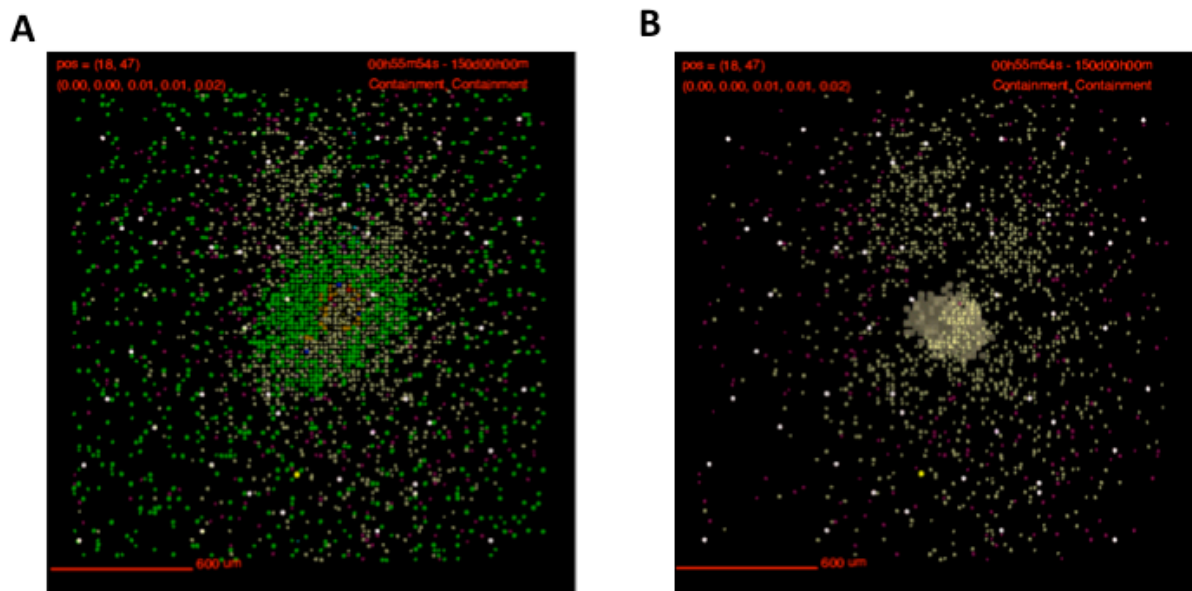 A
B
pos = (18, 47)
00h55m54s - 150d00h00m
(0.00, 0.00, 0.01, 0.01, 0.02)
Containment, Containment
600 um
pos = (18, 47)
00h55m54s - 150d00h00m
(0.00, 0.00, 0.01, 0.01, 0.02)
Containment, Containment
600 um